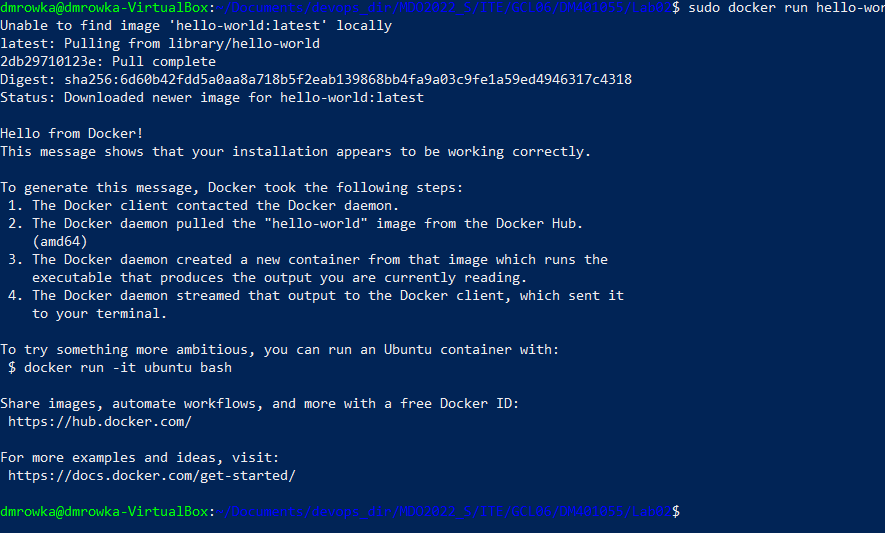 dmrowka@dmrowka-VirtualBox: $ sudo docker run hello-wor
Unable to find image 'hello-world:latest' locally
latest: Pulling from library/hello-world
2db29710123e: Pull complete
Digest: sha256:6d60b42fdd5a0aa8a718b5f2eab139868bb4fa9a03c9fe1a59ed4946317c4318
Status: Downloaded newer image for hello-world:latest
Hello from Docker!
This message shows that your installation appears to be working correctly.
To generate this message, Docker took the following steps:
1. The Docker client contacted the Docker daemon.
2. The Docker daemon pulled the "hello-world" image from the Docker Hub.
(amd64)
3. The Docker daemon created a new container from that image which runs the
executable that produces the output you are currently reading.
4. The Docker daemon streamed that output to the Docker client, which sent it
to your terminal.
To try something more ambitious, you can run an Ubuntu container with:
$ docker run -it ubuntu bash
Share images, automate workflows, and more with a free Docker ID:
https://hub.docker.com/
For more examples and ideas, visit:
https://docs.docker.com/get-started/
dmrowka@dmrowka-VirtualBox: $